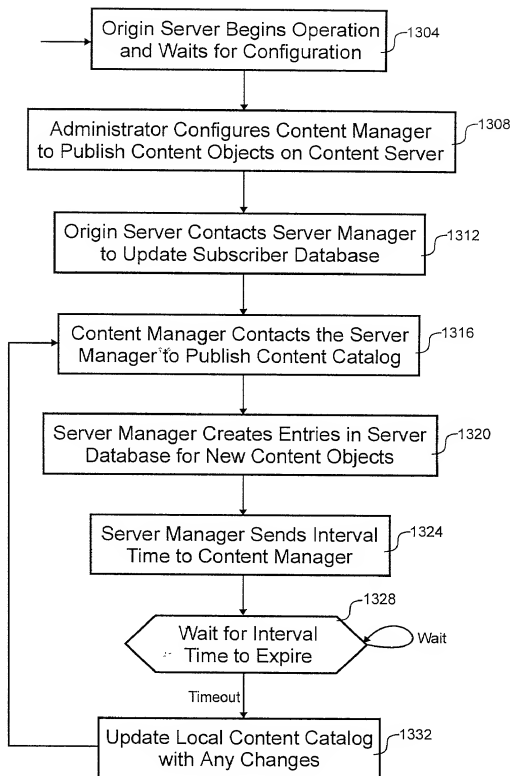 Origin Server Begins Operation
and Waits for Configuration
1304
Administrator Configures Content Manager
to Publish Content Objects on Content Server
1308
Origin Server Contacts Server Manager
to Update Subscriber Database
1312
Content Manager Contacts the Server
Manager to Publish Content Catalog
1316
Server Manager Creates Entries in Server
Database for New Content Objects
1320
Server Manager Sends Interval
Time to Content Manager
1324
1328
Wait for Interval
Time to Expire
Wait
Timeout
Update Local Content Catalog
with Any Changes
1332